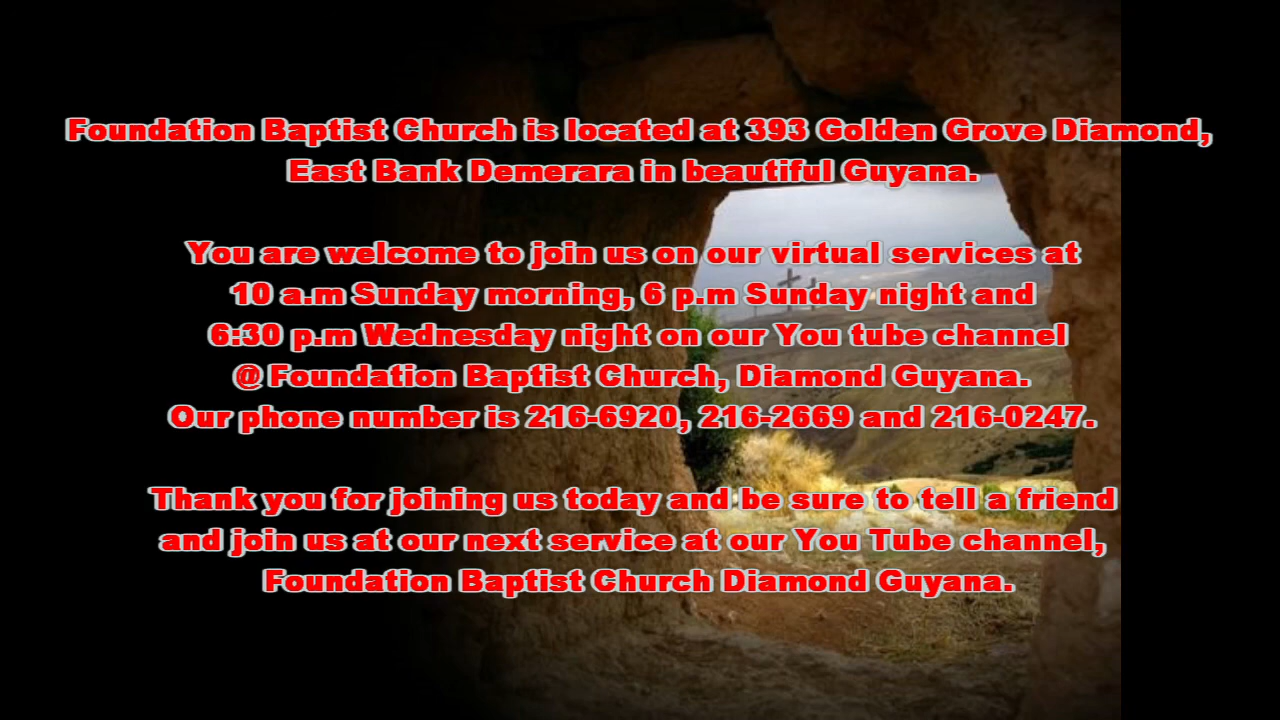 Foundation Baptist Church is located at 393 Golden Grove Diamond,
East Bank Demerara in beautiful Guyana.
You are welcome to join us on our virtual services at
10 a.m Sunday morning, 6 p.m Sunday night and
6:30 p.m Wednesday night on our You tube channel
@Foundation Baptist Church, Diamond Guyana.
Our phone number is 216-6920, 216-2669 and 216-0247.
Thank you for joining us today and be sure to tell a friend
and join us at our next service at our You Tube channel,
Foundation Baptist Church Diamond Guyana.